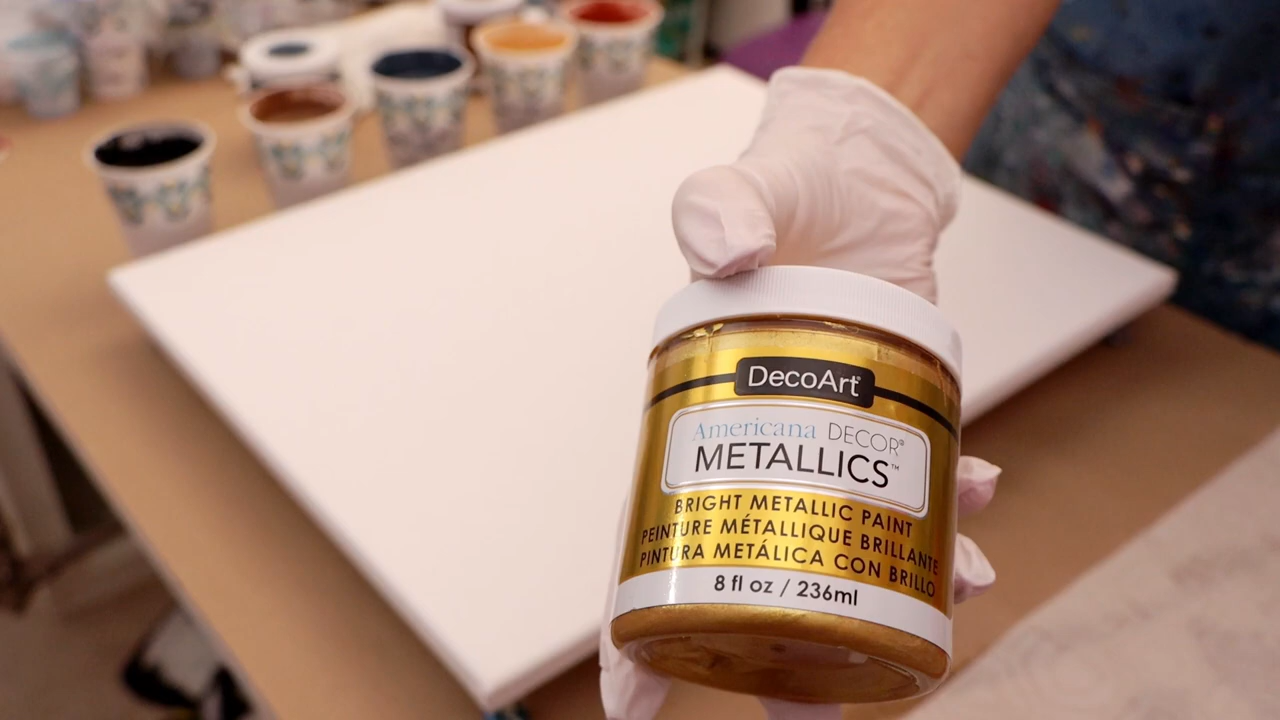 DecoArt®
Americana DECOR®
METALLICS™
BRIGHT METALLIC PAINT
PEINTURE MÉTALLIQUE BRILLANTE
PINTURA METÁLICA CON BRILLO
8 fl oz / 236ml